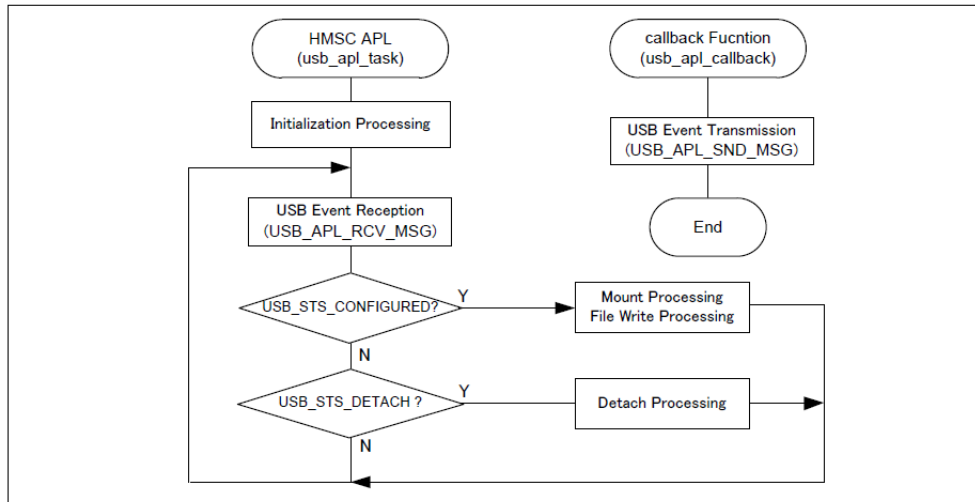 HMSC APL
(usb_apl_task)
callback Fucntion
(usb_apl_callback)
Initialization Processing
USB Event Transmission
(USB_APL_SND_MSG)
USB Event Reception
(USB_APL_RCV_MSG)
End
USB_STS_CONFIGURED?
Y
Mount Processing
File Write Processing
N
USB_STS_DETACH ?
Y
Detach Processing
N